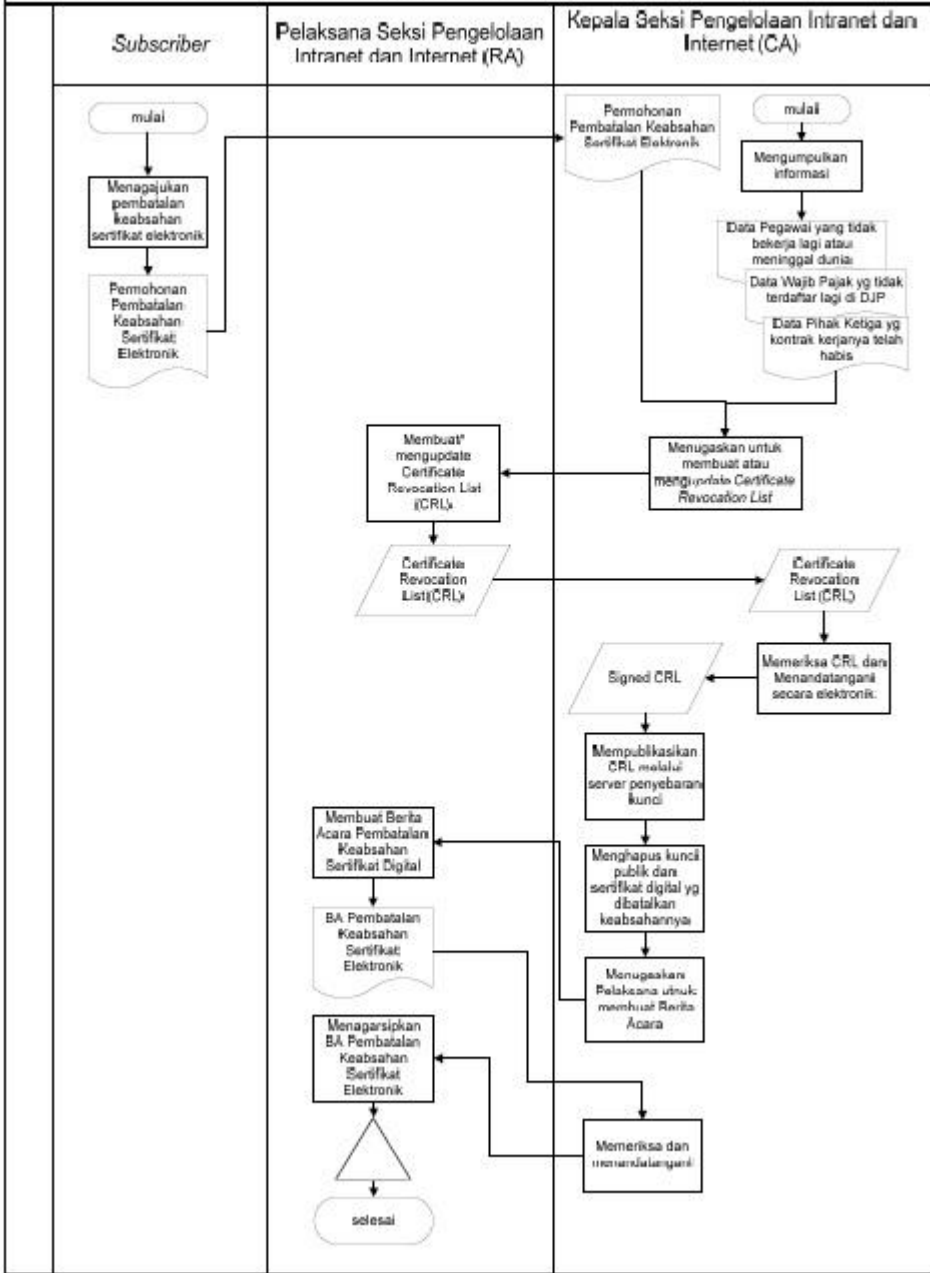 Subscriber
Pelaksana Seksi Pengelolaan
Intranet dan Internet (RA)
Kepala Seksi Pengelolaan Intranet dan
Internet (CA)
mulai
Menagajukan
pembatalan
keabsahan
sertifikat elektronik
Permohonan
Pembatalan
Keabsahan
Sertifikat
Elektronik
Permohonan
Pembatalan Keabsahan
Sertifikat Elektronik
mulai
Mengumpulkan
informasi
Data Pegawai yang tidak
bekerja lagi atau
meninggal dunia
Data Wajib Pajak yg tidak
terdaftar lagi di DJP
Data Pihak Ketiga yg
kontrak kerjanya telah
habis
Menugaskan untuk
membuat atau
mengupdate Certificate
Revocation List
Membuat/
mengupdate
Certificate
Revocation List
(CRL)
Certificate
Revocation
List(CRL)
Certificate
Revocation
List (CRL)
Memeriksa CRL dan
Menandatangani
secara elektronik
Signed CRL
Mempublikasikan
CRL melalui
server penyebaran
kunci
Menghapus kunci
publik dan
sertifikat digital yg
dibatalkan
keabsahannya
Menugaskan
Pelaksana utnuk
membuat Berita
Acara
Membuat Berita
Acara Pembatalan
Keabsahan
Sertifikat Digital
BA Pembatalan
Keabsahan
Sertifikat
Elektronik
Memeriksa dan
menandatangani
Menagarsipkan
BA Pembatalan
Keabsahan
Sertifikat
Elektronik
selesai